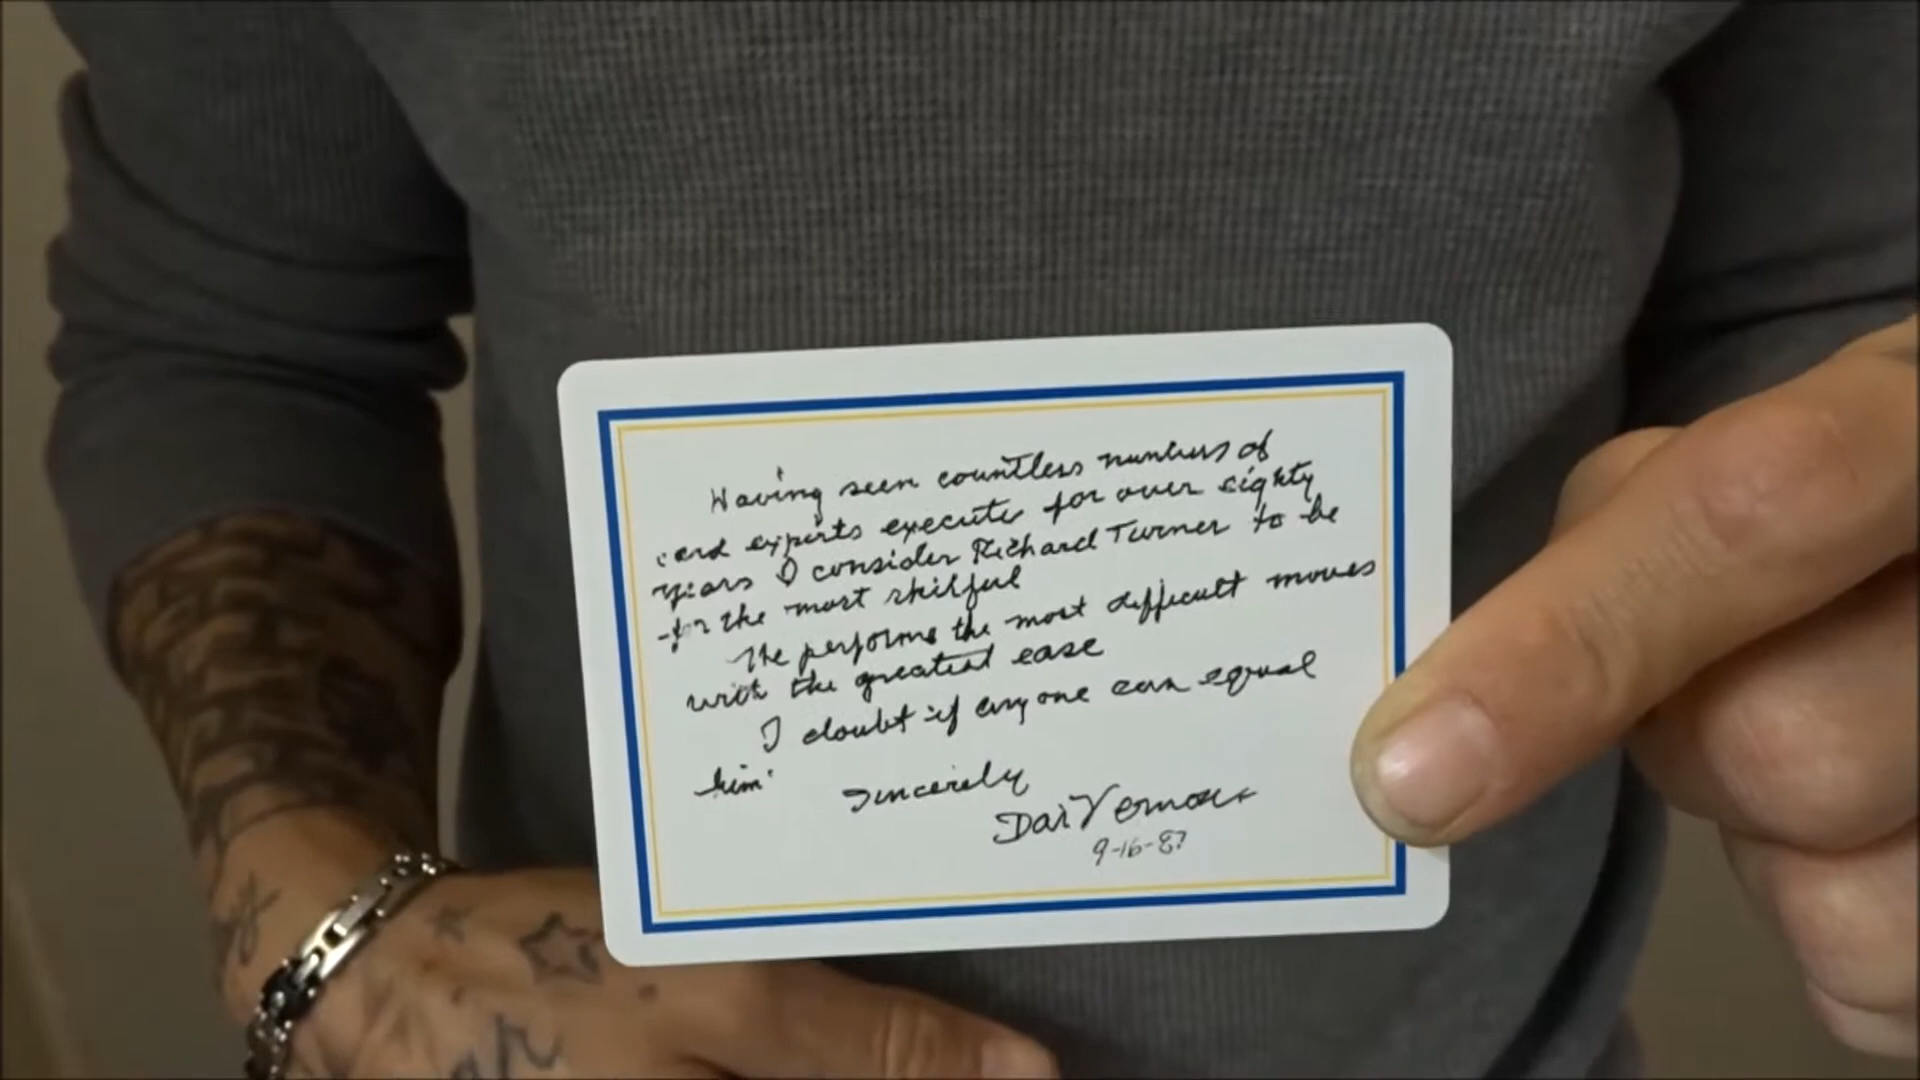 Having seen countless numbers of
card experts execute for over eighty
years I consider Richard Turner to be
for the most skilful
He performs the most difficult moves
with the greatest ease
I doubt if anyone can equal
him.
Sincerely
Dai Vernon
9-16-87